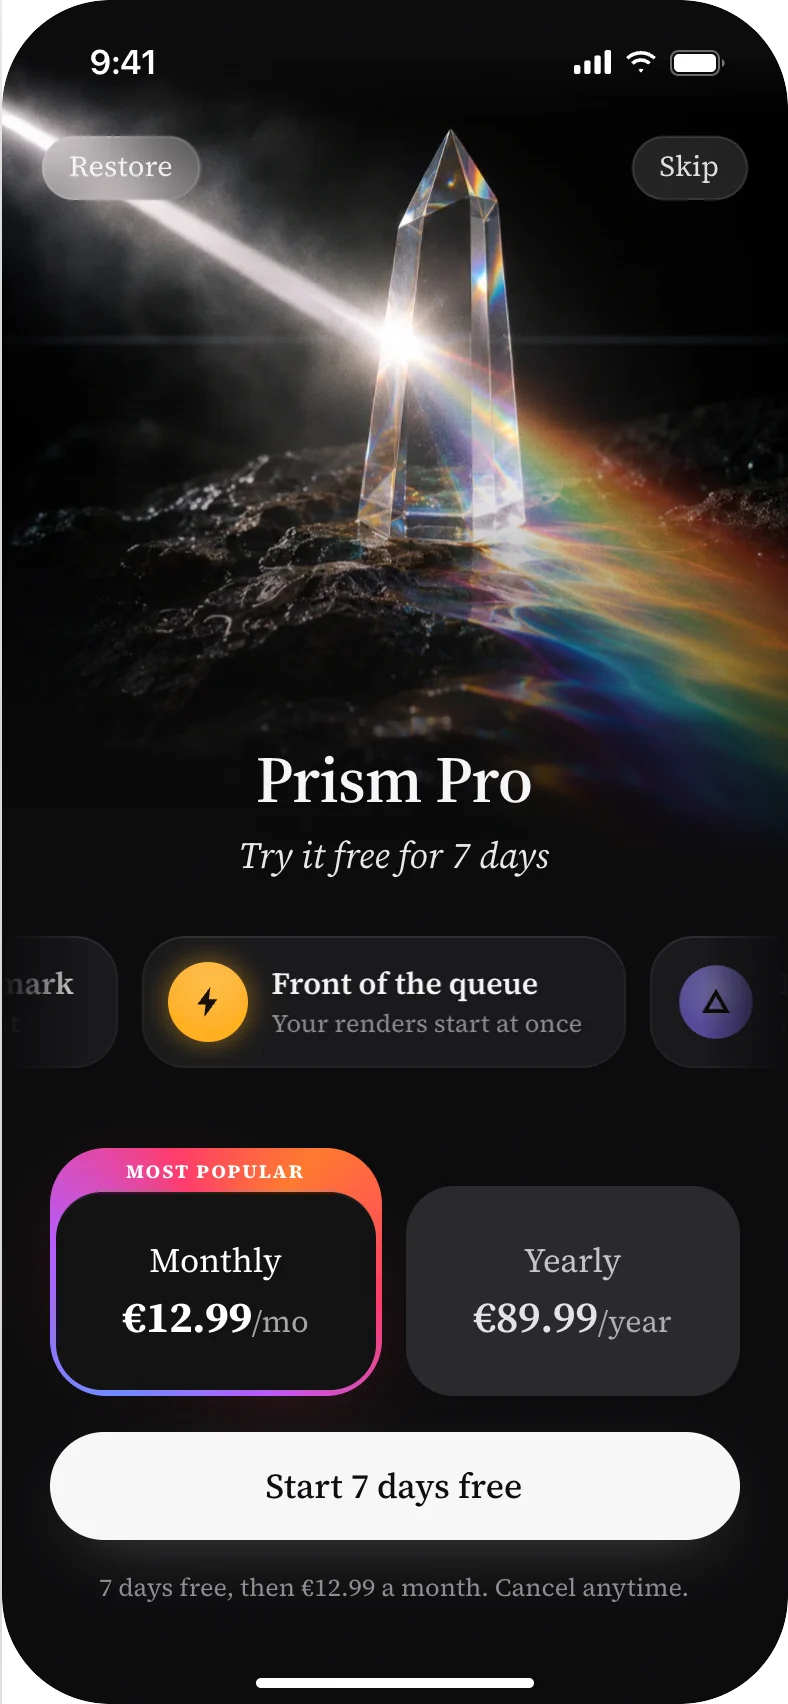 9:41
Restore
Skip
Prism Pro
Try it free for 7 days
Front of the queue
Your renders start at once
MOST POPULAR
Monthly
€12.99/mo
Yearly
€89.99/year
Start 7 days free
7 days free, then €12.99 a month. Cancel anytime.